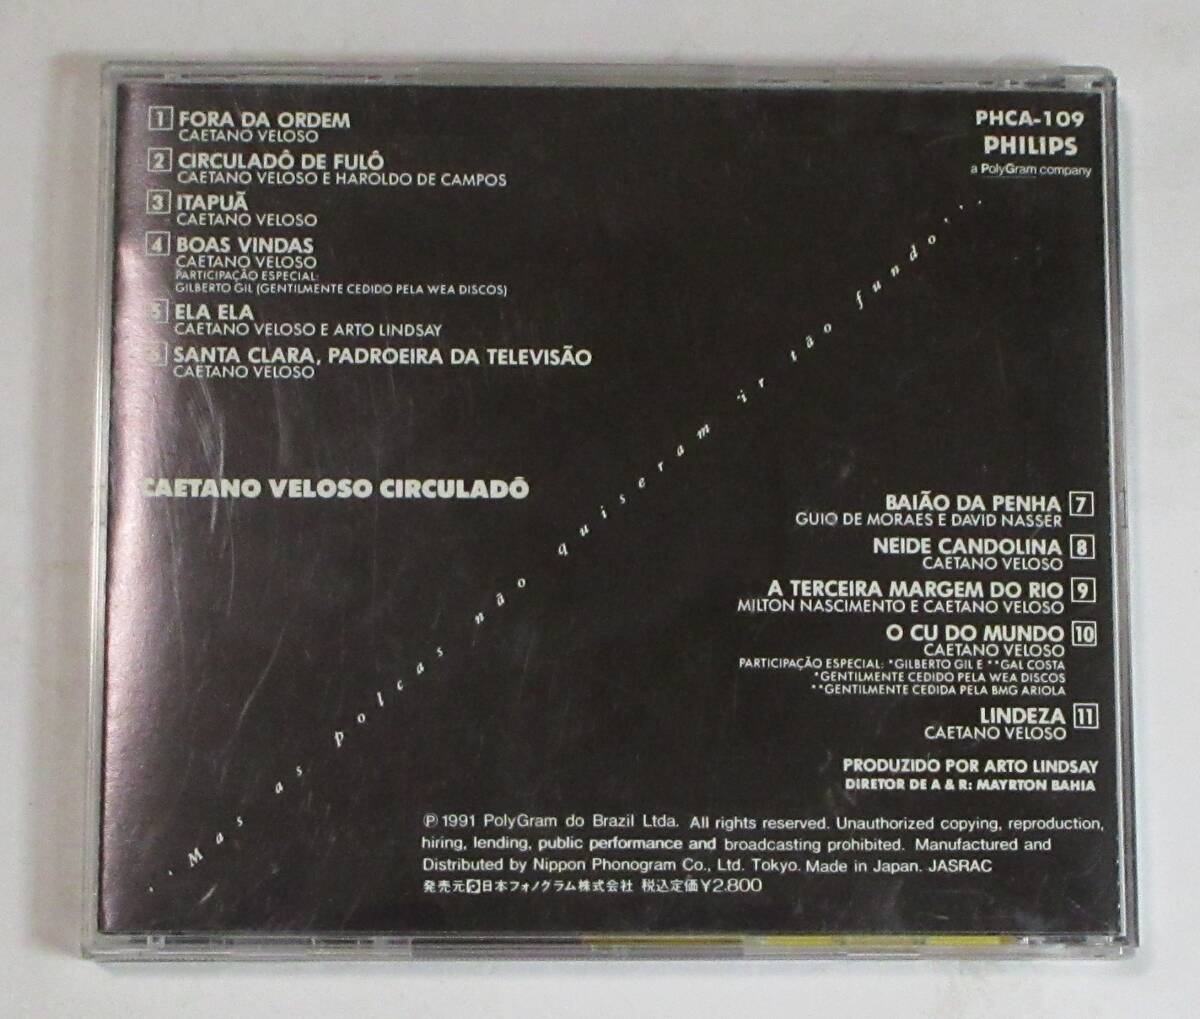 1 FORA DA ORDEM
CAETANO VELOSO
2 CIRCULADÔ DE FULÔ
CAETANO VELOSO E HAROLDO DE CAMPOS
3 ITAPUÃ
CAETANO VELOSO
4 BOAS VINDAS
CAETANO VELOSO
PARTICIPAÇÃO ESPECIAL:
GILBERTO GIL (GENTILMENTE CEDIDO PELA WEA DISCOS)
5 ELA ELA
CAETANO VELOSO E ARTO LINDSAY
6 SANTA CLARA, PADROEIRA DA TELEVISÃO
CAETANO VELOSO
PHCA-109
PHILIPS
a PolyGram company
...Mas as polcas não quiseram ir tão fundo...
CAETANO VELOSO CIRCULADÔ
BAIÃO DA PENHA 7
GUIO DE MORAES E DAVID NASSER
NEIDE CANDOLINA 8
CAETANO VELOSO
A TERCEIRA MARGEM DO RIO 9
MILTON NASCIMENTO E CAETANO VELOSO
O CU DO MUNDO 10
CAETANO VELOSO
PARTICIPAÇÃO ESPECIAL: *GILBERTO GIL E **GAL COSTA
*GENTILMENTE CEDIDO PELA WEA DISCOS
**GENTILMENTE CEDIDA PELA BMG ARIOLA
LINDEZA 11
CAETANO VELOSO
PRODUZIDO POR ARTO LINDSAY
DIRETOR DE A & R: MAYRTON BAHIA
℗ 1991 PolyGram do Brazil Ltda. All rights reserved. Unauthorized copying, reproduction,
hiring, lending, public performance and broadcasting prohibited. Manufactured and
Distributed by Nippon Phonogram Co., Ltd. Tokyo. Made in Japan. JASRAC
発売元 日本フォノグラム株式会社 税込定価¥2.800